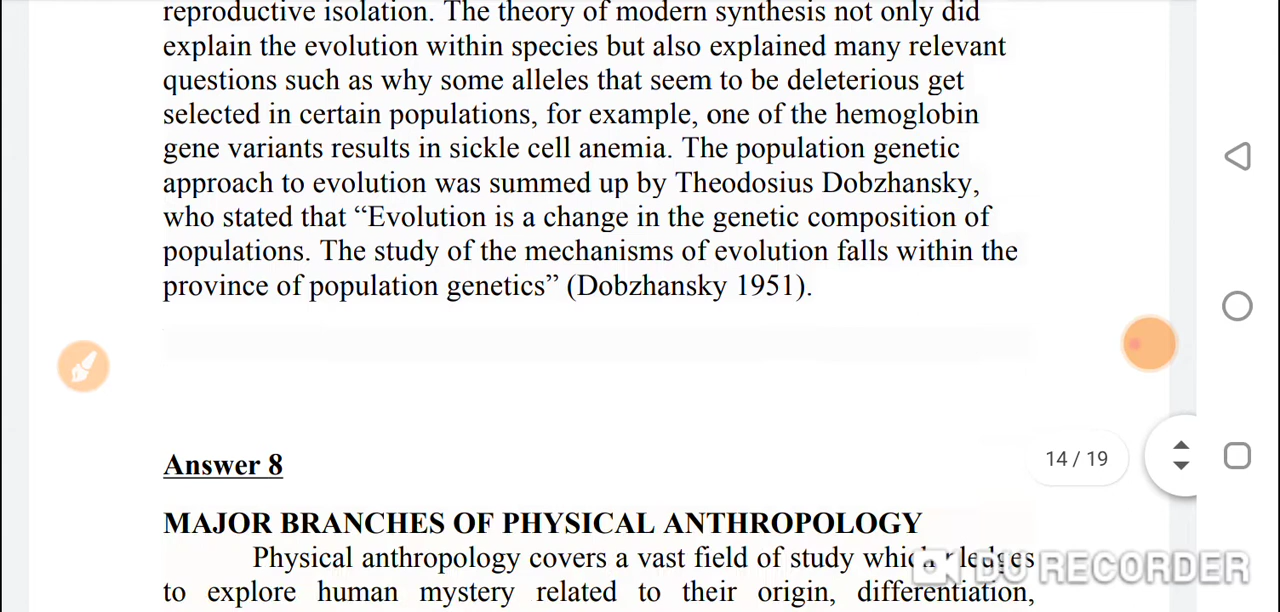 reproductive isolation. The theory of modern synthesis not only did
explain the evolution within species but also explained many relevant
questions such as why some alleles that seem to be deleterious get
selected in certain populations, for example, one of the hemoglobin
gene variants results in sickle cell anemia. The population genetic
approach to evolution was summed up by Theodosius Dobzhansky,
who stated that “Evolution is a change in the genetic composition of
populations. The study of the mechanisms of evolution falls within the
province of population genetics” (Dobzhansky 1951).
Answer 8
14 / 19
MAJOR BRANCHES OF PHYSICAL ANTHROPOLOGY
Physical anthropology covers a vast field of study
to explore human mystery related to their origin, differentiation,
DU RECORDER